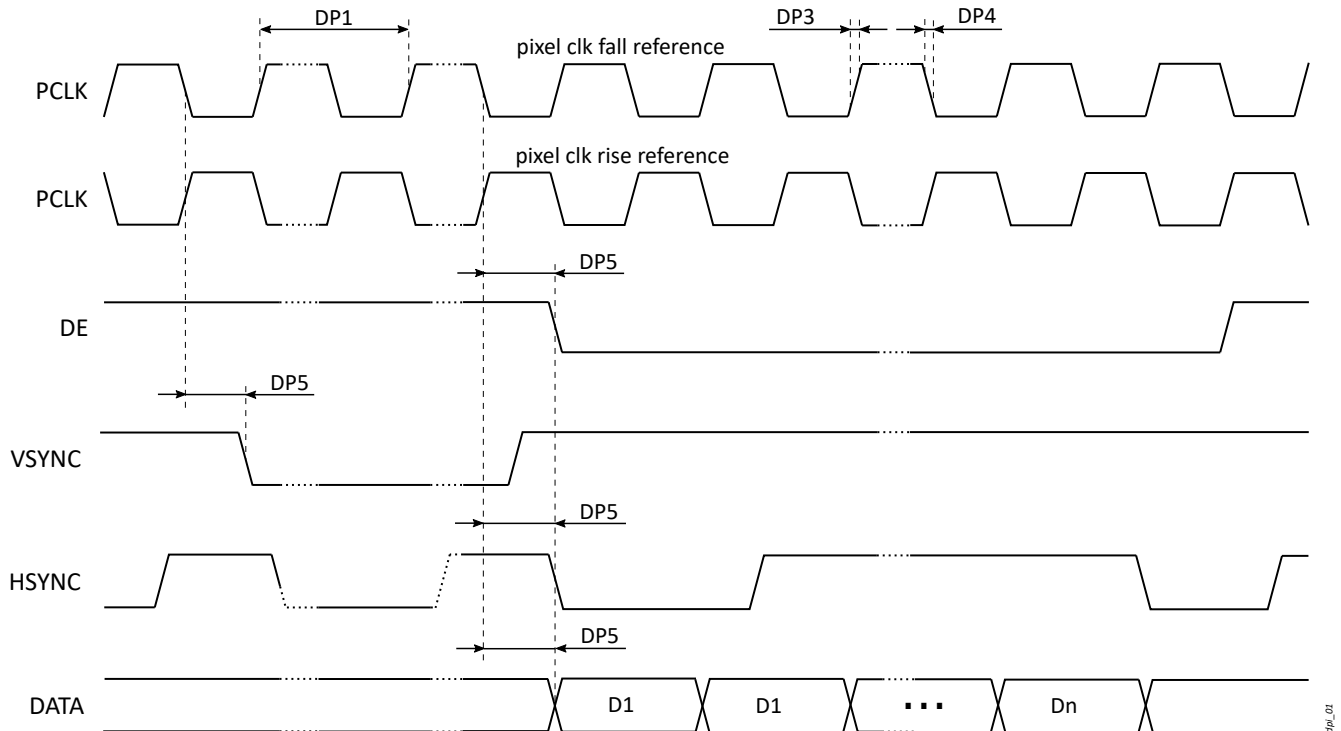 DP1
DP3
DP4
pixel clk fall reference
PCLK
pixel clk rise reference
PCLK
DP5
DE
DP5
VSYNC
DP5
HSYNC
DP5
DATA
D1
D1
...
Dn
dpi_01